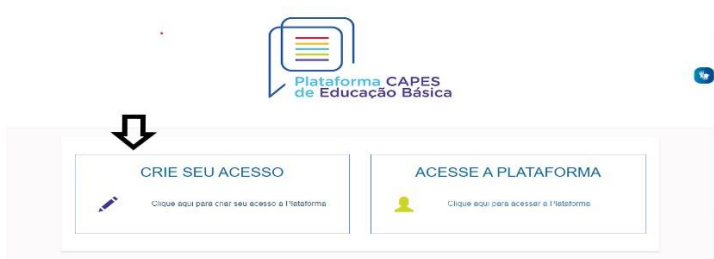 Plataforma CAPES
de Educação Básica
CRIE SEU ACESSO
Clique aqui para criar seu acesso a Plataforma
ACESSE A PLATAFORMA
Clique aqui para acessar a Plataforma